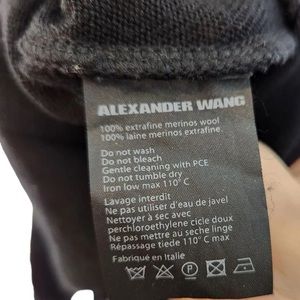 ALEXANDER WANG
100% extrafine merinos wool
100% laine merinos extrafine.
Do not wash
Do not bleach
Gentle cleaning with PCE
Do not tumble dry
Iron low max 110° C
Lavage interdit
Ne pas utiliser d'eau de javel
Nettoyer à sec avec
perchloroethylene cicle doux
Ne pas mettre au seche linge
Répassage tiede 110° C max
Fabriqué en Italie
P